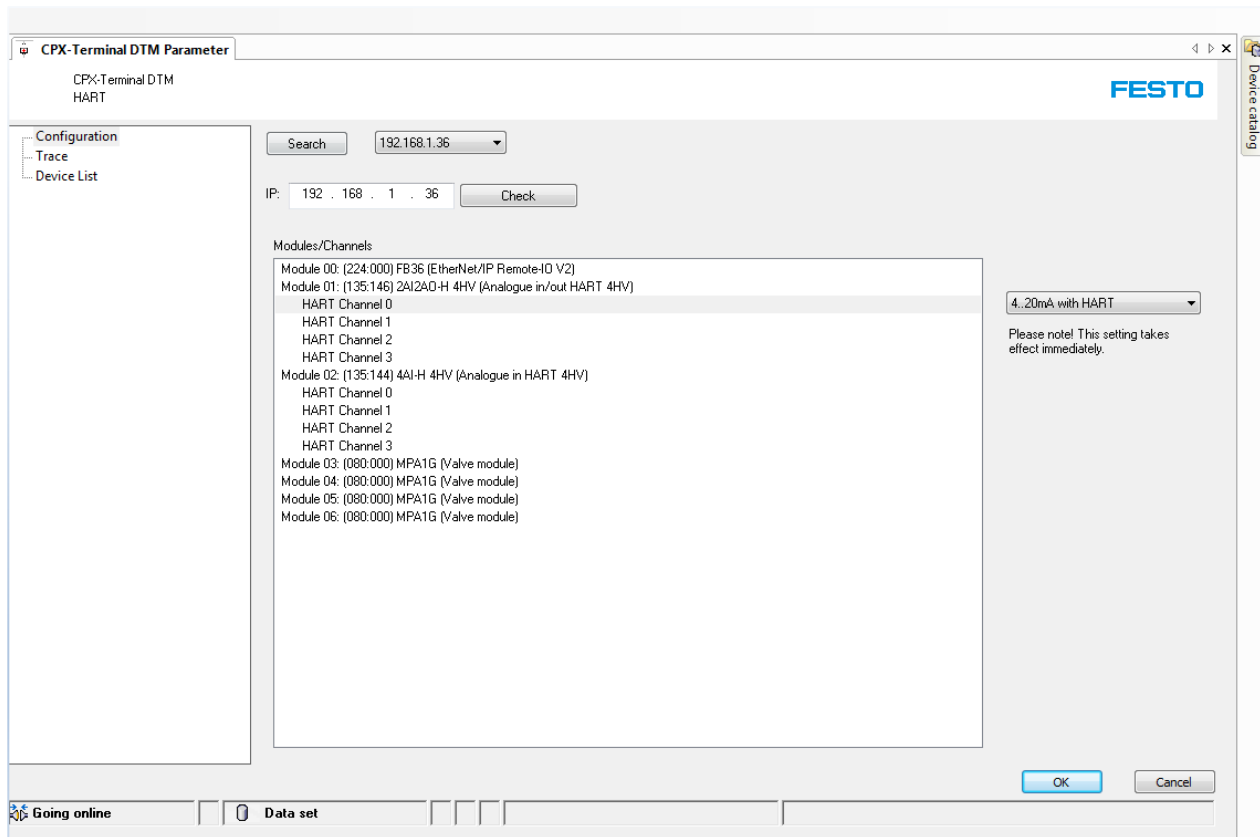 CPX-Terminal DTM Parameter
CPX-Terminal DTM
HART
FESTO
Device catalog
Configuration
Trace
Device List
Search
192.168.1.36
IP: 192 . 168 . 1 . 36
Check
Modules/Channels
Module 00: (224:000) FB36 (EtherNet/IP Remote-IO V2)
Module 01: (135:146) 2AI2AO-H 4HV (Analogue in/out HART 4HV)
HART Channel 0
HART Channel 1
HART Channel 2
HART Channel 3
Module 02: (135:144) 4AI-H 4HV (Analogue in HART 4HV)
HART Channel 0
HART Channel 1
HART Channel 2
HART Channel 3
Module 03: (080:000) MPA1G (Valve module)
Module 04: (080:000) MPA1G (Valve module)
Module 05: (080:000) MPA1G (Valve module)
Module 06: (080:000) MPA1G (Valve module)
4..20mA with HART
Please note! This setting takes
effect immediately.
OK
Cancel
Going online
Data set